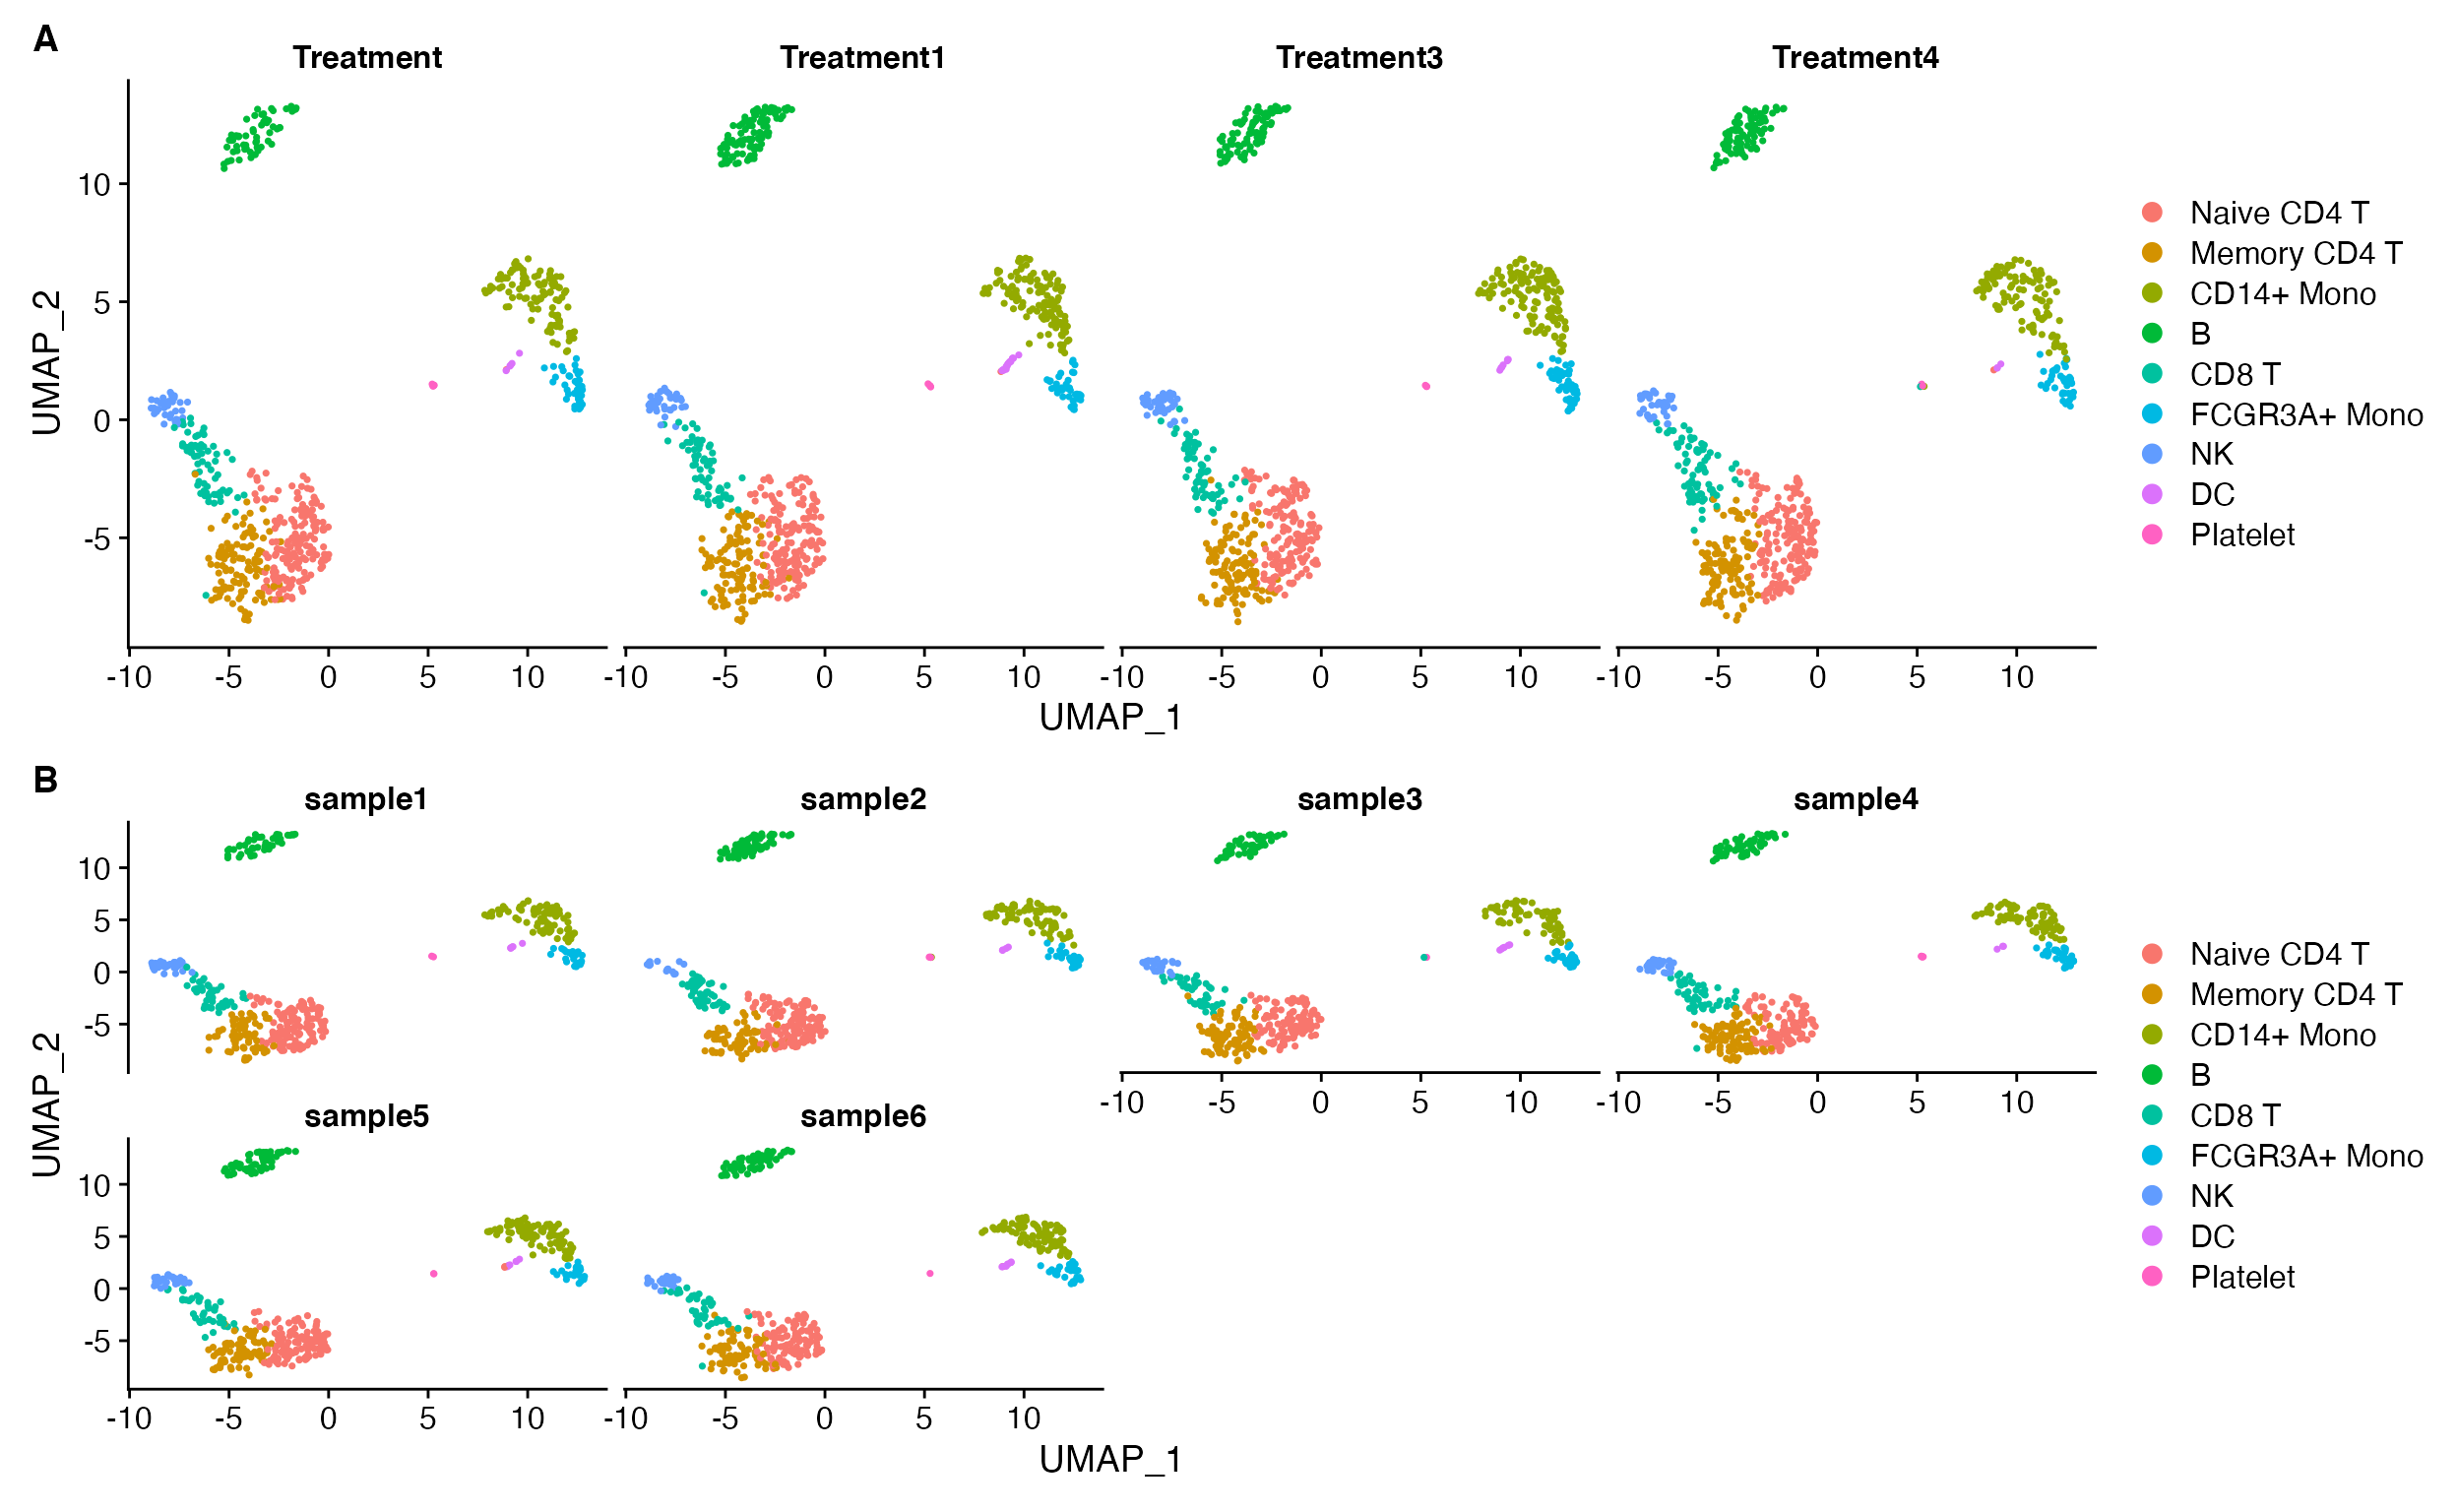 A
Treatment Treatment1 Treatment3 Treatment4
10
5
0
-5
UMAP_2
-10 -5 0 5 10 -10 -5 0 5 10 -10 -5 0 5 10 -10 -5 0 5 10
UMAP_1
Naive CD4 T
Memory CD4 T
CD14+ Mono
B
CD8 T
FCGR3A+ Mono
NK
DC
Platelet
B
sample1 sample2 sample3 sample4
10
5
0
-5
-10 -5 0 5 10 -10 -5 0 5 10
UMAP_2
sample5 sample6
10
5
0
-5
-10 -5 0 5 10 -10 -5 0 5 10
UMAP_1
Naive CD4 T
Memory CD4 T
CD14+ Mono
B
CD8 T
FCGR3A+ Mono
NK
DC
Platelet